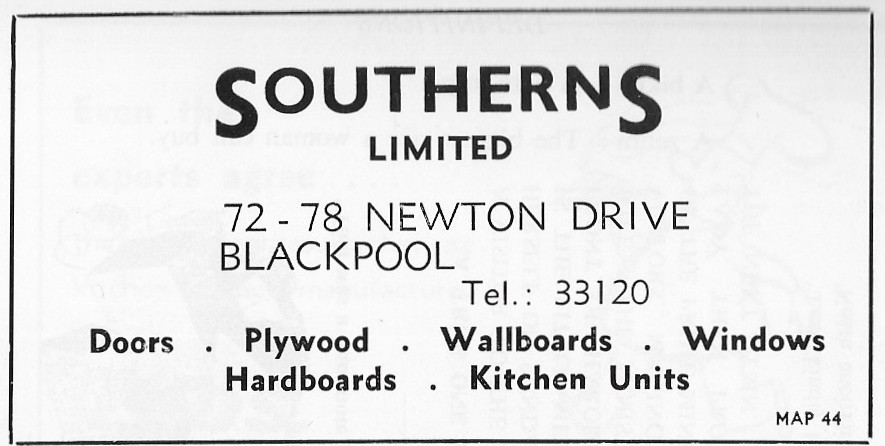 SOUTHERNS
LIMITED
72 - 78 NEWTON DRIVE
BLACKPOOL
Tel.: 33120
Doors . Plywood . Wallboards . Windows
Hardboards . Kitchen Units
MAP 44